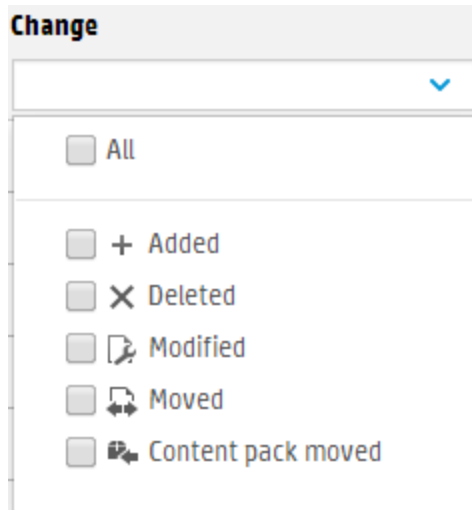 Change
All
Added
Deleted
Modified
Moved
Content pack moved